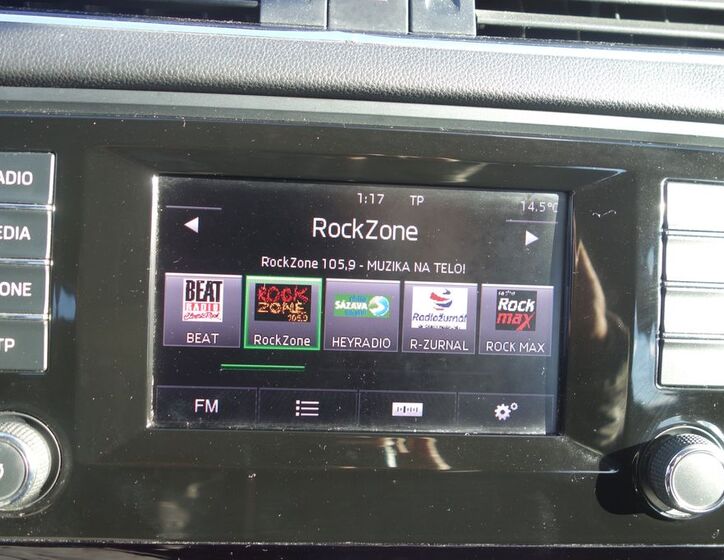 1:17 TP 14.5°C
RockZone
RockZone 105,9 - MUZIKA NA TELO!
BEAT
RADIO
ROCK
ZONE
105.9
SÁZAVA
Radiožurnál
Rock
max
BEAT RockZone HEYRADIO R-ZURNAL ROCK MAX
FM
ADIO
EDIA
ONE
TP